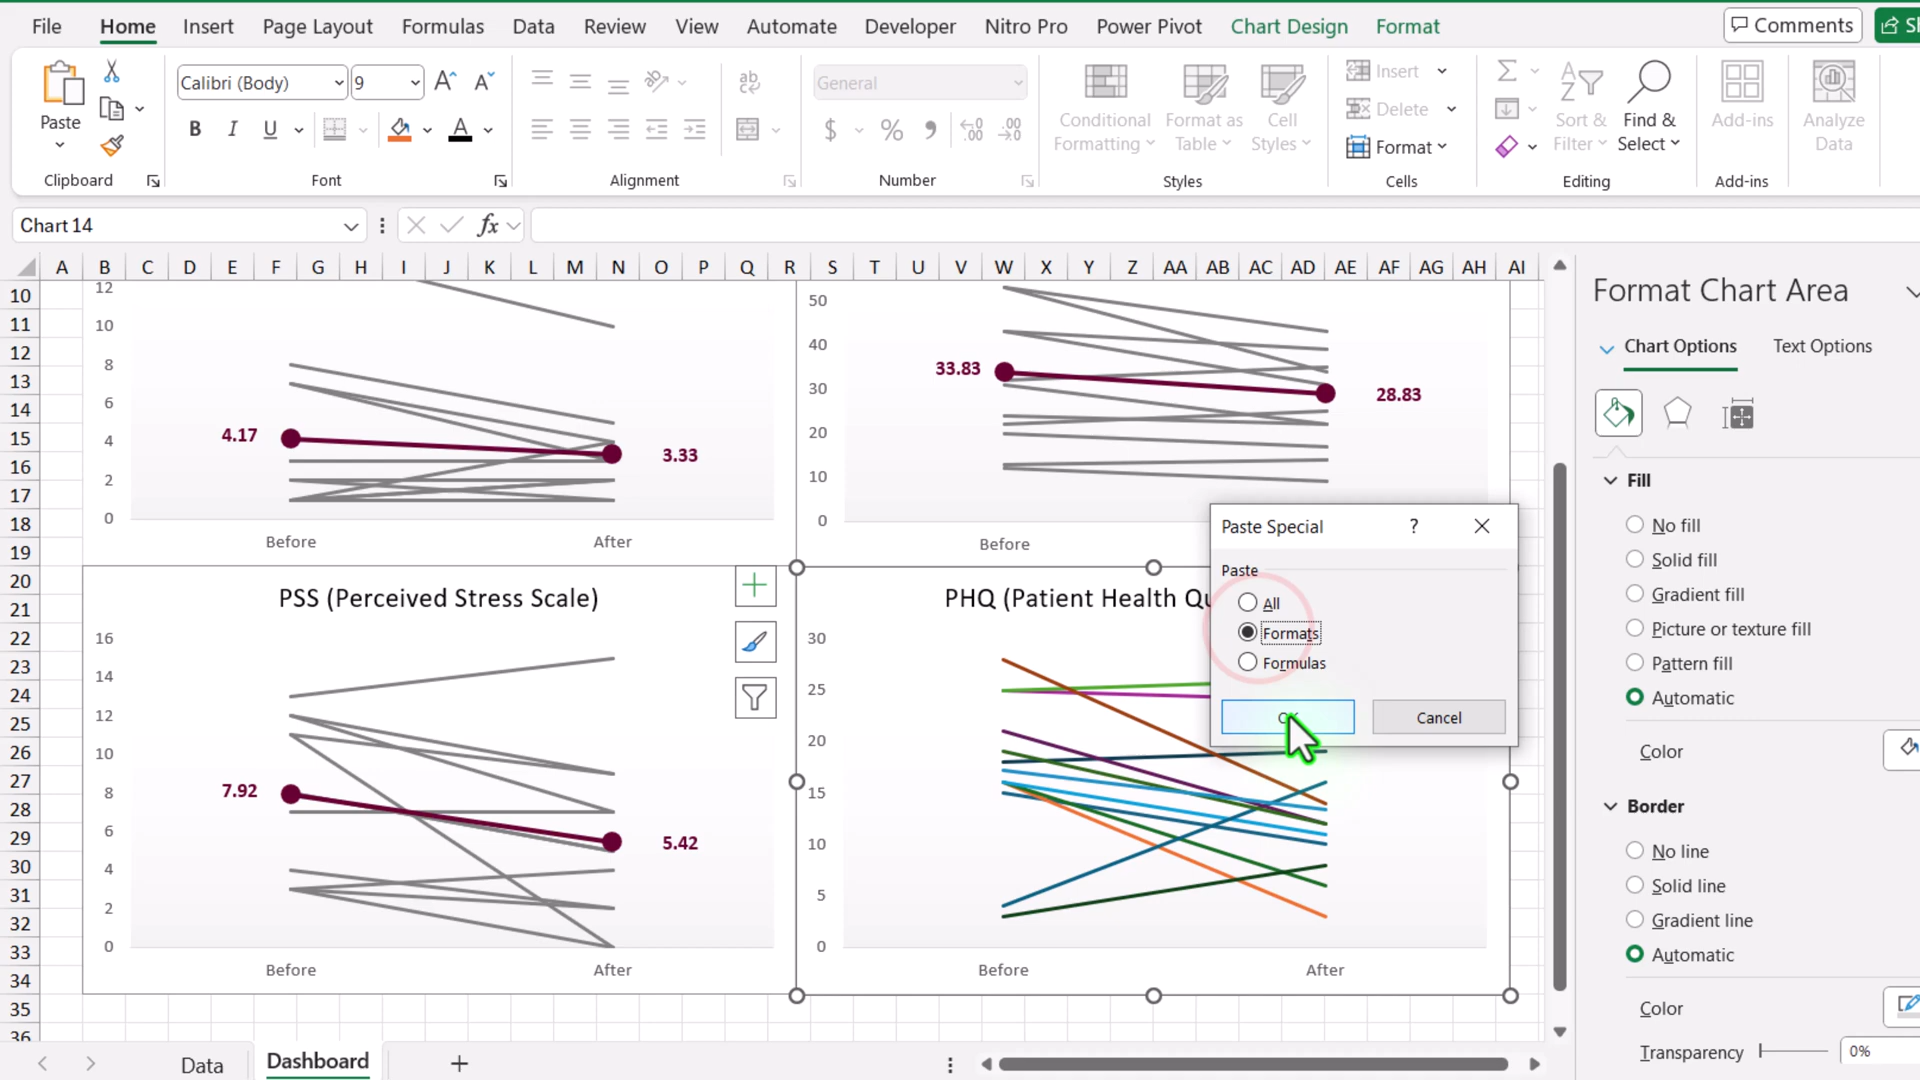 File Home Insert Page Layout Formulas Data Review View Automate Developer Nitro Pro Power Pivot Chart Design Format Comments
Paste
Calibri (Body) 9
B I U
General
Conditional Formatting
Format as Table
Cell Styles
Insert
Delete
Format
Sort & Filter
Find & Select
Add-ins
Analyze Data
Clipboard Font Alignment Number Styles Cells Editing Add-ins
Chart 14
fx
A B C D E F G H I J K L M N O P Q R S T U V W X Y Z AA AB AC AD AE AF AG AH AI
10
11
12
13
14
15
16
17
18
19
20
21
22
23
24
25
26
27
28
29
30
31
32
33
34
35
36
12
10
8
6
4
2
0
4.17
3.33
Before After
50
40
30
20
10
0
33.83
28.83
Before
PSS (Perceived Stress Scale)
16
14
12
10
8
6
4
2
0
7.92
5.42
Before After
PHQ (Patient Health
30
25
20
15
10
5
0
Before After
Paste Special ?
Paste
All
Formats
Formulas
Cancel
Format Chart Area
Chart Options Text Options
Fill
No fill
Solid fill
Gradient fill
Picture or texture fill
Pattern fill
Automatic
Color
Border
No line
Solid line
Gradient line
Automatic
Color
Transparency 0%
Data Dashboard